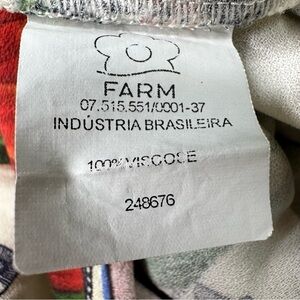 FARM
07.515.551/0001-37
INDÚSTRIA BRASILEIRA
100% VISCOSE
248676